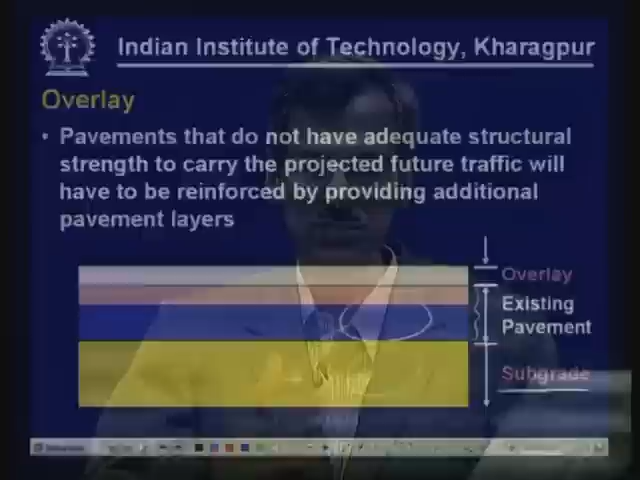 Indian Institute of Technology, Kharagpur
Overlay
• Pavements that do not have adequate structural
strength to carry the projected future traffic will
have to be reinforced by providing additional
pavement layers
Overlay
Existing
Pavement
Subgrade